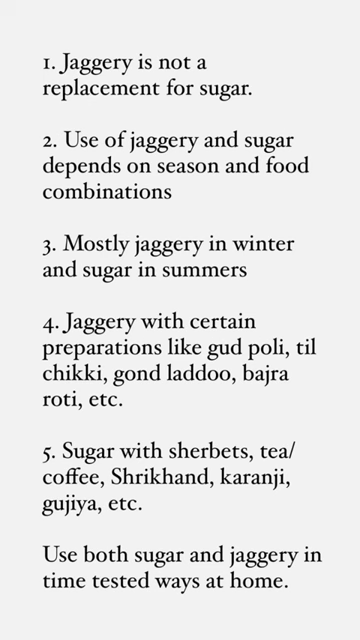 1. Jaggery is not a
replacement for sugar.
2. Use of jaggery and sugar
depends on season and food
combinations
3. Mostly jaggery in winter
and sugar in summers
4. Jaggery with certain
preparations like gud poli, til
chikki, gond laddoo, bajra
roti, etc.
5. Sugar with sherbets, tea/
coffee, Shrikhand, karanji,
gujiya, etc.
Use both sugar and jaggery in
time tested ways at home.